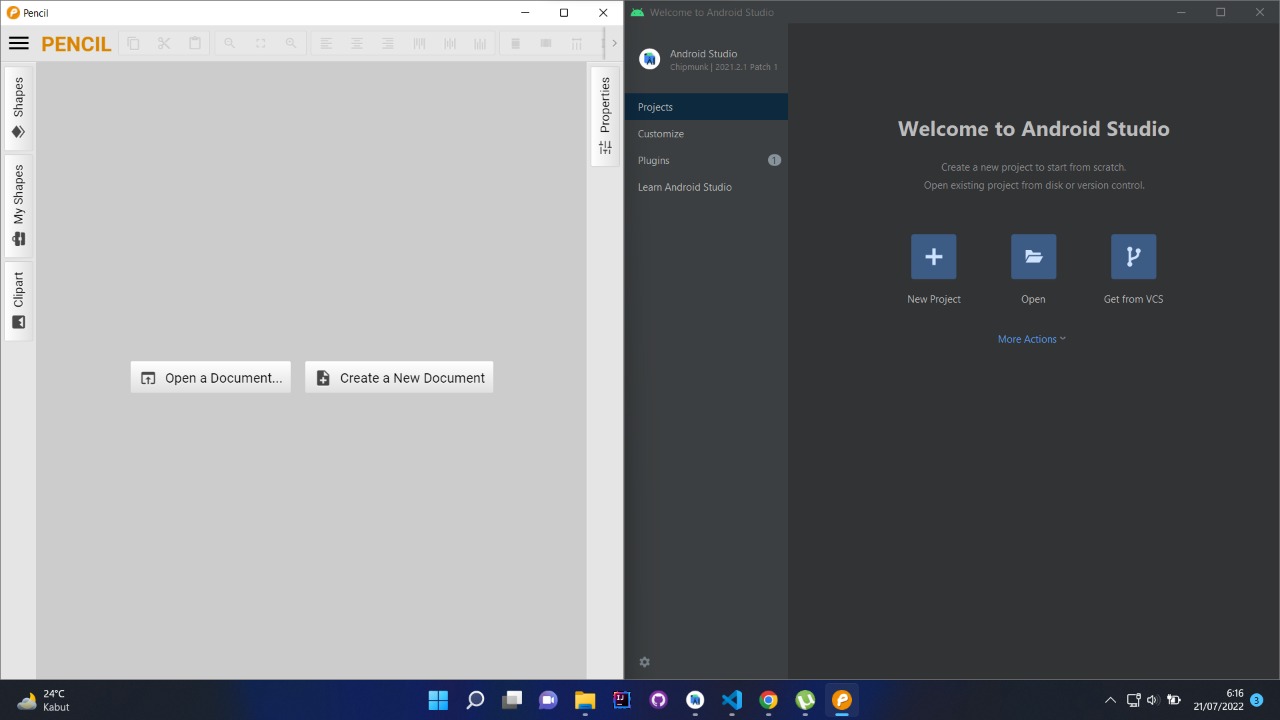 Pencil
PENCIL
Shapes
My Shapes
Clipart
Properties
Open a Document...
Create a New Document
Welcome to Android Studio
Android Studio
Chipmunk | 2021.2.1 Patch 1
Projects
Customize
Plugins
1
Learn Android Studio
Welcome to Android Studio
Create a new project to start from scratch.
Open existing project from disk or version control.
New Project
Open
Get from VCS
More Actions
24°C
Kabut
6:16
21/07/2022
3